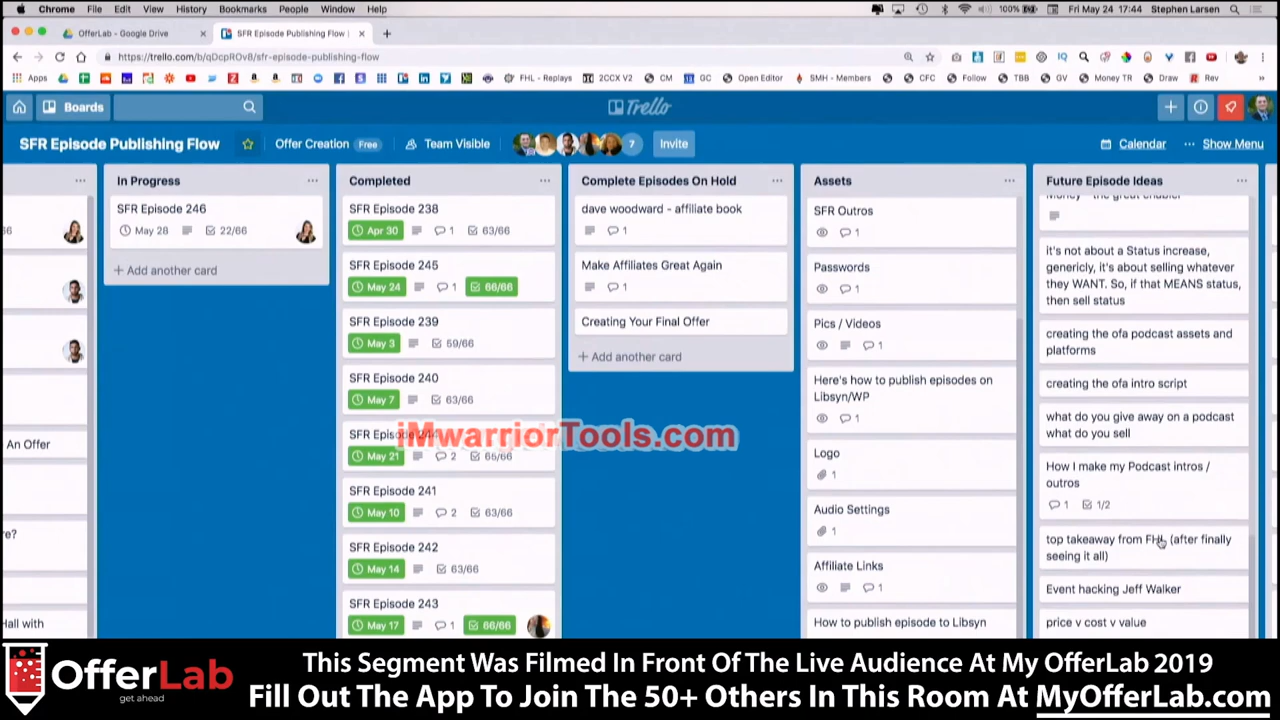 Chrome File Edit View History Bookmarks People Window Help
100% Fri May 24 17:44 Stephen Larsen
OfferLab - Google Drive
SFR Episode Publishing Flow
https://trello.com/b/qDcpROv8/sfr-episode-publishing-flow
Apps FHL - Replays 2CCX V2 CM GC Open Editor SMH - Members CFC Follow TBB GV Money TR Draw Rev
Boards
Trello
SFR Episode Publishing Flow
Offer Creation Free
Team Visible
7
Invite
Calendar
Show Menu
66
An Offer
re?
Hall with
In Progress
SFR Episode 246
May 28 22/66
+ Add another card
Completed
SFR Episode 238
Apr 30 1 63/66
SFR Episode 245
May 24 1 66/66
SFR Episode 239
May 3 59/66
SFR Episode 240
May 7 63/66
May 21 2 65/66
SFR Episode 241
May 10 2 63/66
SFR Episode 242
May 14 63/66
SFR Episode 243
May 17 1 66/66
Complete Episodes On Hold
dave woodward - affiliate book
1
Make Affiliates Great Again
1
Creating Your Final Offer
+ Add another card
iMwarriorTools.com
Assets
SFR Outros
1
Passwords
1
Pics / Videos
1
Here's how to publish episodes on
Libsyn/WP
1
Logo
1
Audio Settings
1
Affiliate Links
1
How to publish episode to Libsyn
Future Episode Ideas
Money - the great enabler
it's not about a Status increase,
genericly, it's about selling whatever
they WANT. So, if that MEANS status,
then sell status
creating the ofa podcast assets and
platforms
creating the ofa intro script
what do you give away on a podcast
what do you sell
How I make my Podcast intros /
outros
1 1/2
top takeaway from FHL (after finally
seeing it all)
Event hacking Jeff Walker
price v cost v value
OfferLab
get ahead
This Segment Was Filmed In Front Of The Live Audience At My OfferLab 2019
Fill Out The App To Join The 50+ Others In This Room At MyOfferLab.com